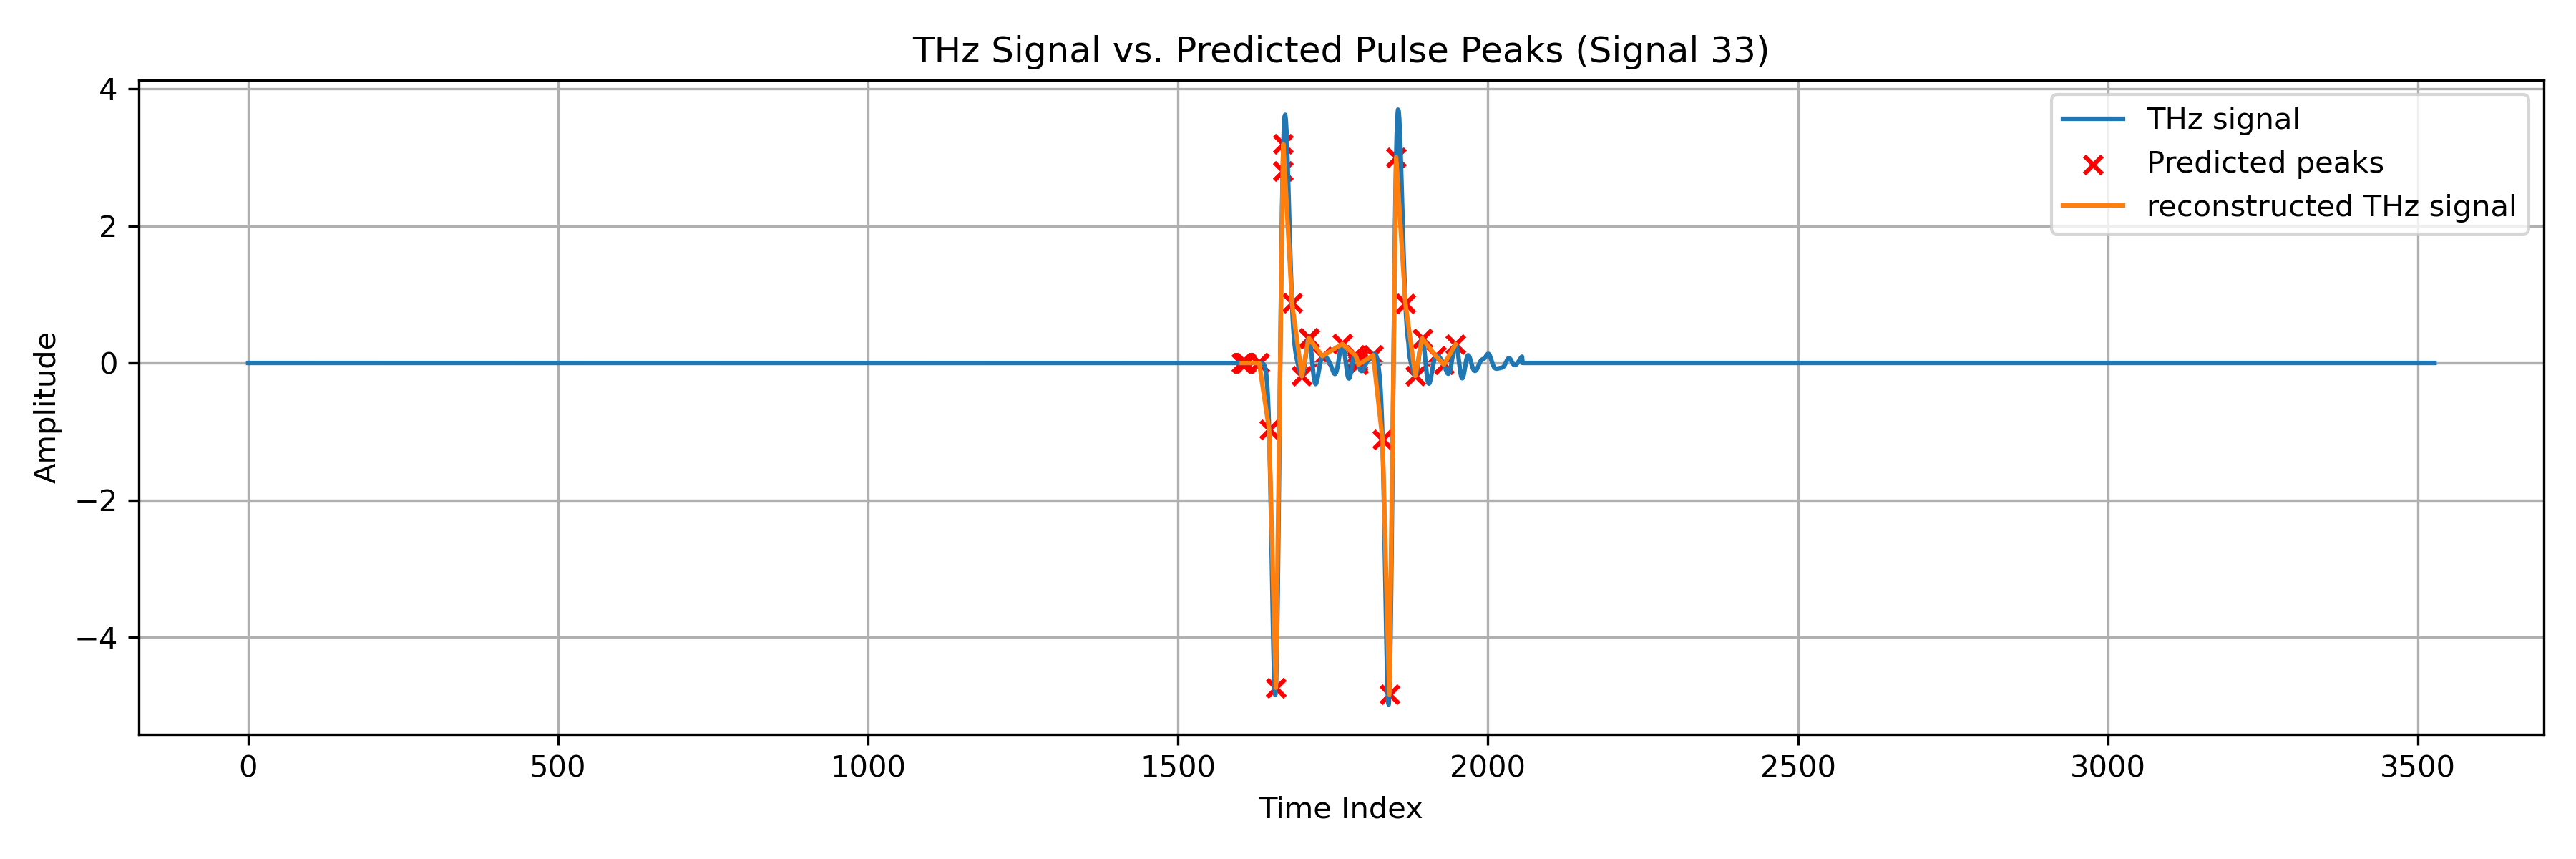 THz Signal vs. Predicted Pulse Peaks (Signal 33)
THz signal
Predicted peaks
reconstructed THz signal
Amplitude
4
2
0
−2
−4
0 500 1000 1500 2000 2500 3000 3500
Time Index